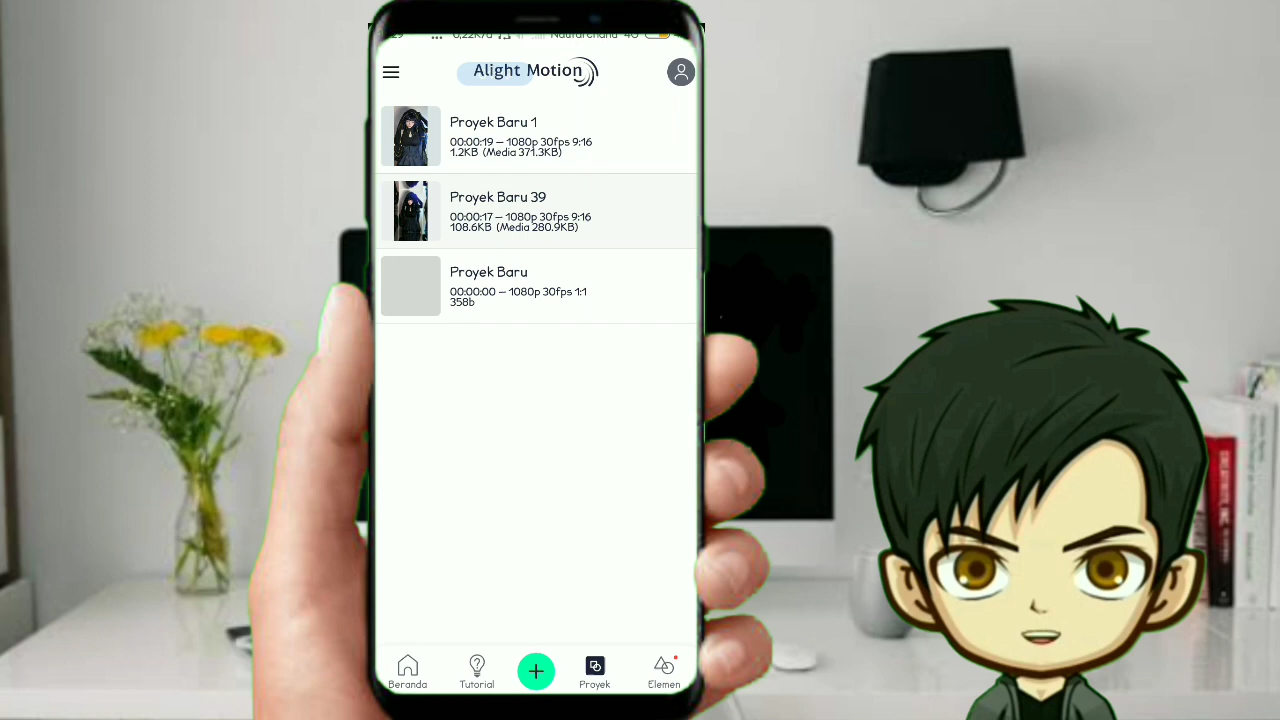 Alight Motion
Proyek Baru 1
00:00:19 — 1080p 30fps 9:16
1.2KB (Media 371.3KB)
Proyek Baru 39
00:00:17 — 1080p 30fps 9:16
108.6KB (Media 280.9KB)
Proyek Baru
00:00:00 — 1080p 30fps 1:1
358b
Beranda
Tutorial
Proyek
Elemen